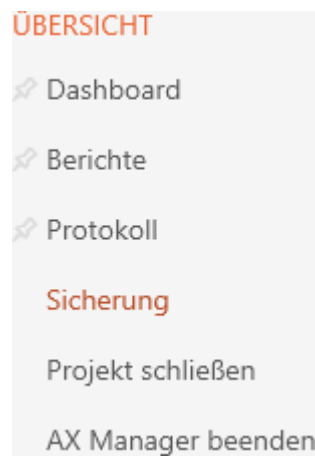 ÜBERSICHT
Dashboard
Berichte
Protokoll
Sicherung
Projekt schließen
AX Manager beenden